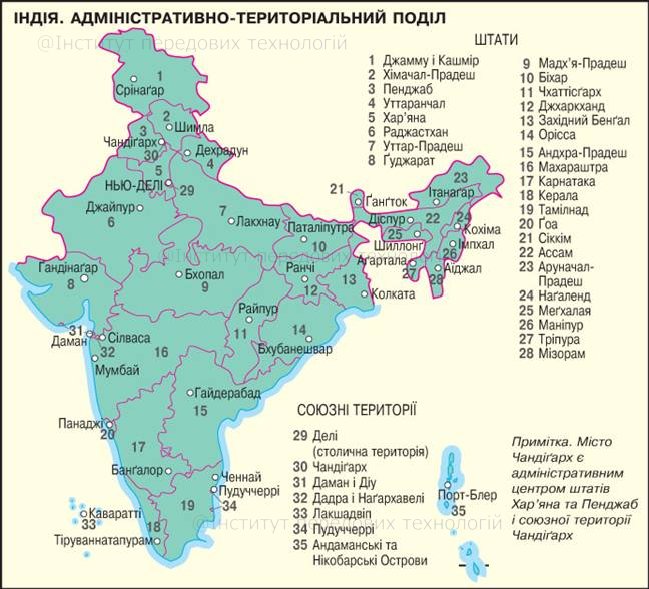 ІНДІЯ. АДМІНІСТРАТИВНО-ТЕРИТОРІАЛЬНИЙ ПОДІЛ
@Інститут передових технологій
ШТАТИ
1 Джамму і Кашмір
2 Хімачал-Прадеш
3 Пенджаб
4 Уттаранчал
5 Хар'яна
6 Раджастхан
7 Уттар-Прадеш
8 Ґуджарат
9 Мадх'я-Прадеш
10 Біхар
11 Чхаттісґарх
12 Джхаркханд
13 Західний Бенґал
14 Орісса
15 Андхра-Прадеш
16 Махараштра
17 Карнатака
18 Керала
19 Тамілнад
20 Ґоа
21 Сіккім
22 Ассам
23 Аруначал-
Прадеш
24 Наґаленд
25 Меґхалая
26 Маніпур
27 Тріпура
28 Мізорам
1
Срінаґар
2
3
Шимла
Чандіґарх
30
Дехрадун
4
5
НЬЮ-ДЕЛІ
29
Джайпур
6
7
Лакхнау
Паталіпутра
10
21
Ґанґток
23
Ітанаґар
Діспур
22
24
25
Кохіма
Шиллонг
26
Імпхал
Аґартала
27
28
Аіджал
@Інститут передових технологій
Гандінаґар
8
Бхопал
9
Ранчі
12
13
Колката
Райпур
11
14
Бхубанешвар
31
Даман
Сілваса
32
16
Мумбай
Гайдерабад
15
Панаджі
20
17
Банґалор
Ченнай
Пудуччеррі
34
19
Каваратті
33
18
Тіруваннатапурам
Порт-Блер
35
@Інститут передових технологій
СОЮЗНІ ТЕРИТОРІЇ
29 Делі
(столична територія)
30 Чандіґарх
31 Даман і Діу
32 Дадра і Наґархавелі
33 Лакшадвіп
34 Пудуччеррі
35 Андаманські та
Нікобарські Острови
Примітка. Місто
Чандіґарх є
адміністративним
центром штатів
Хар'яна та Пенджаб
і союзної території
Чандіґарх